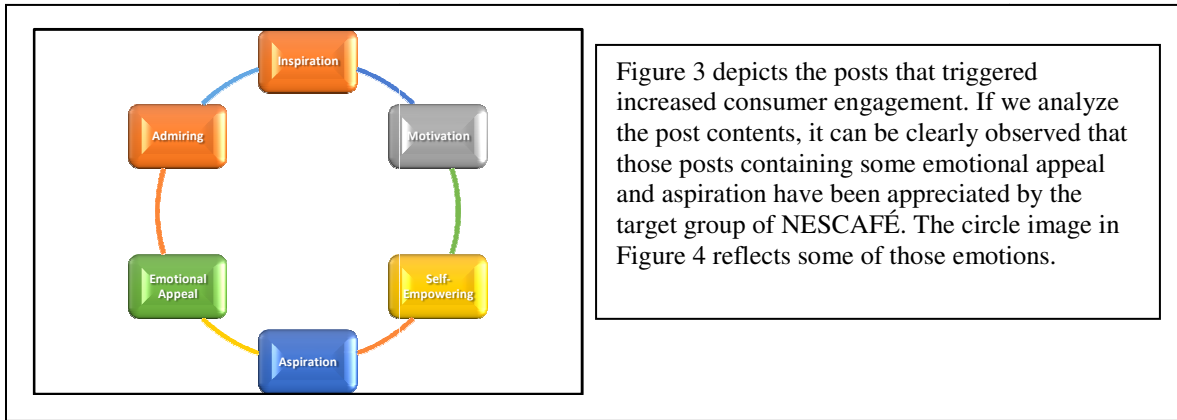 Inspiration
Admiring
Motivation
Emotional
Appeal
Self-
Empowering
Aspiration
Figure 3 depicts the posts that triggered
increased consumer engagement. If we analyze
the post contents, it can be clearly observed that
those posts containing some emotional appeal
and aspiration have been appreciated by the
target group of NESCAFÉ. The circle image in
Figure 4 reflects some of those emotions.